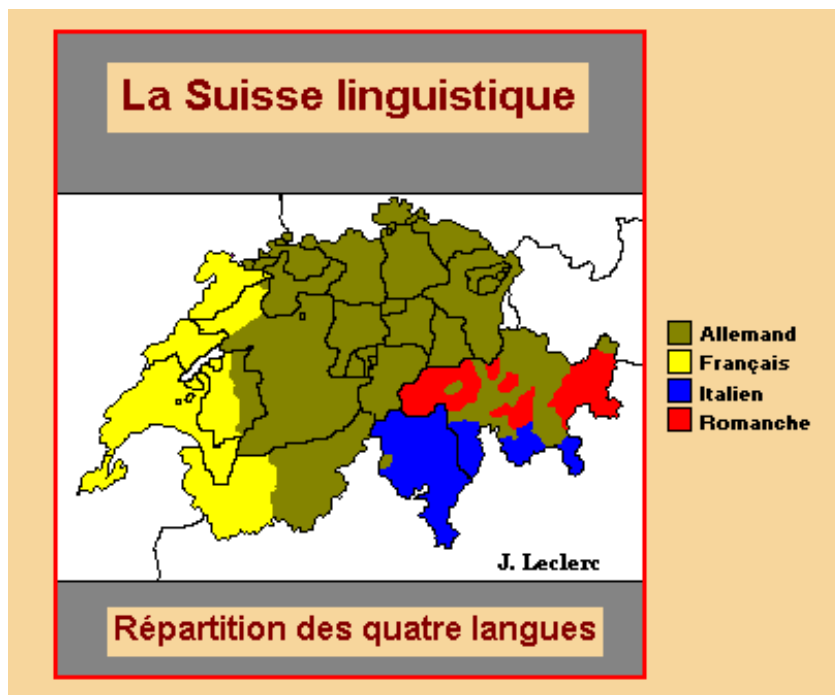 La Suisse linguistique
Allemand
Français
Italien
Romanche
J. Leclerc
Répartition des quatre langues